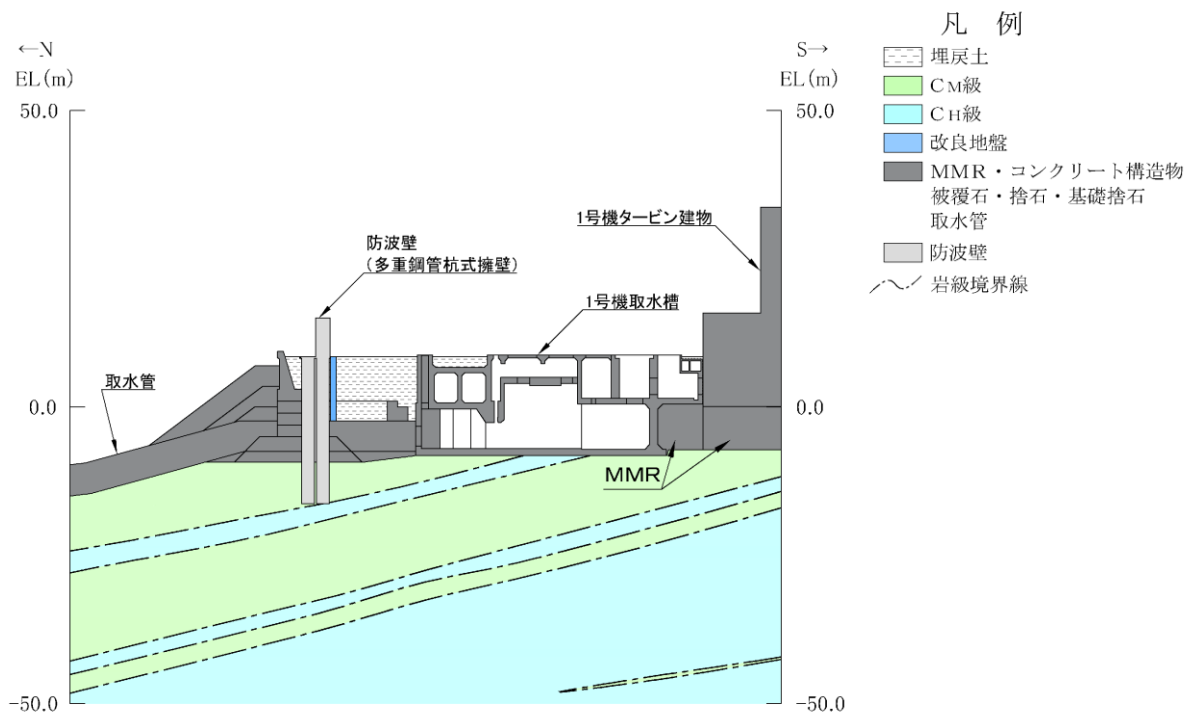 ←N
EL(m)
50.0
0.0
-50.0
S→
EL(m)
50.0
0.0
-50.0
防波壁
(多重鋼管杭式擁壁)
1号機取水槽
1号機タービン建物
取水管
MMR
凡 例
埋戻土
CM級
CH級
改良地盤
MMR・コンクリート構造物
被覆石・捨石・基礎捨石
取水管
防波壁
岩級境界線